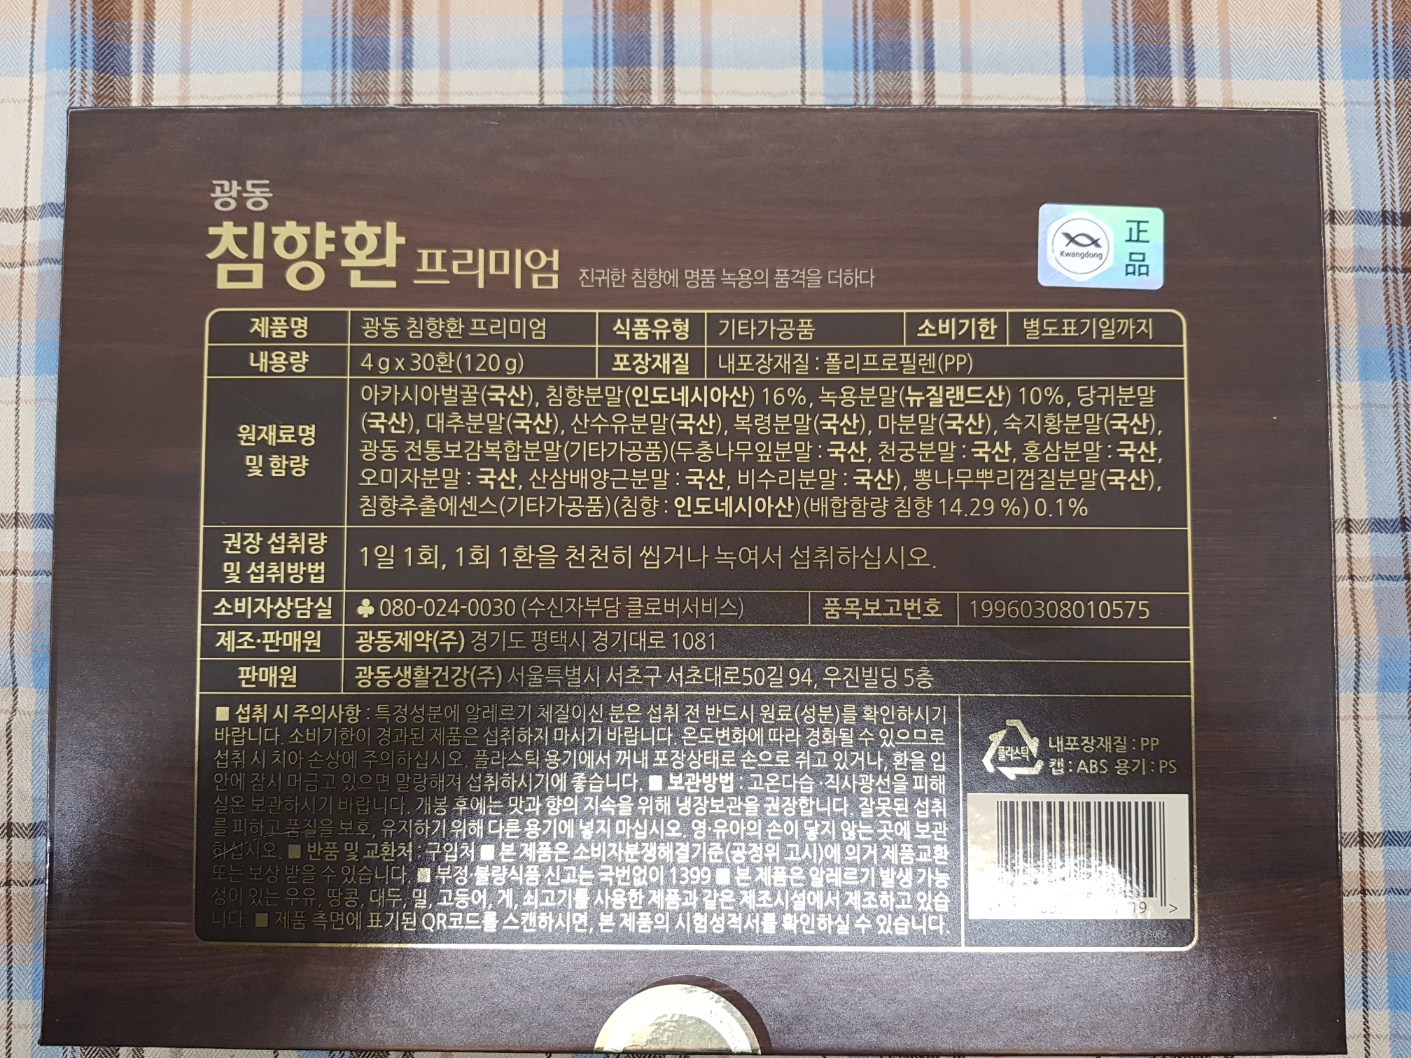 광동
침향환 프리미엄 진귀한 침향에 명품 녹용의 품격을 더하다
Kwangdong
正
品
제품명 광동 침향환 프리미엄 식품유형 기타가공품 소비기한 별도표기일까지
내용량 4 g x 30환(120 g) 포장재질 내포장재질 : 폴리프로필렌(PP)
원재료명
및 함량
아카시아벌꿀(국산), 침향분말(인도네시아산) 16%, 녹용분말(뉴질랜드산) 10%, 당귀분말
(국산), 대추분말(국산), 산수유분말(국산), 복령분말(국산), 마분말(국산), 숙지황분말(국산),
광동 전통보감복합분말(기타가공품)(두충나무잎분말 : 국산, 천궁분말 : 국산, 홍삼분말 : 국산,
오미자분말 : 국산, 산삼배양근분말 : 국산, 비수리분말 : 국산), 뽕나무뿌리껍질분말(국산),
침향추출에센스(기타가공품)(침향 : 인도네시아산)(배합함량 침향 14.29 %) 0.1%
권장 섭취량
및 섭취방법
1일 1회, 1회 1환을 천천히 씹거나 녹여서 섭취하십시오.
소비자상담실 ♣ 080-024-0030 (수신자부담 클로버서비스) 품목보고번호 19960308010575
제조·판매원 광동제약(주) 경기도 평택시 경기대로 1081
판매원 광동생활건강(주) 서울특별시 서초구 서초대로50길 94, 우진빌딩 5층
■ 섭취 시 주의사항 : 특정성분에 알레르기 체질이신 분은 섭취 전 반드시 원료(성분)를 확인하시기
바랍니다. 소비기한이 경과된 제품은 섭취하지 마시기 바랍니다. 온도변화에 따라 경화될 수 있으므로
섭취 시 치아 손상에 주의하십시오. 플라스틱 용기에서 꺼내 포장상태로 손으로 쥐고 있거나, 환을 입
안에 잠시 머금고 있으면 말랑해져 섭취하시기에 좋습니다. ■ 보관방법 : 고온다습·직사광선을 피해
실온 보관하시기 바랍니다. 개봉 후에는 맛과 향의 지속을 위해 냉장보관을 권장합니다. 잘못된 섭취
를 피하고 품질을 보호, 유지하기 위해 다른 용기에 넣지 마십시오. 영·유아의 손이 닿지 않는 곳에 보관
하십시오. ■ 반품 및 교환처 : 구입처 ■ 본 제품은 소비자분쟁해결기준(공정위 고시)에 의거 제품교환
또는 보상 받을 수 있습니다. ■ 부정·불량식품 신고는 국번없이 1399 ■ 본 제품은 알레르기 발생 가능
성이 있는 우유, 땅콩, 대두, 밀, 고등어, 게, 쇠고기를 사용한 제품과 같은 제조시설에서 제조하고 있습
니다. ■ 제품 측면에 표기된 QR코드를 스캔하시면, 본 제품의 시험성적서를 확인하실 수 있습니다.
플라스틱
내포장재질 : PP
캡 : ABS 용기 : PS